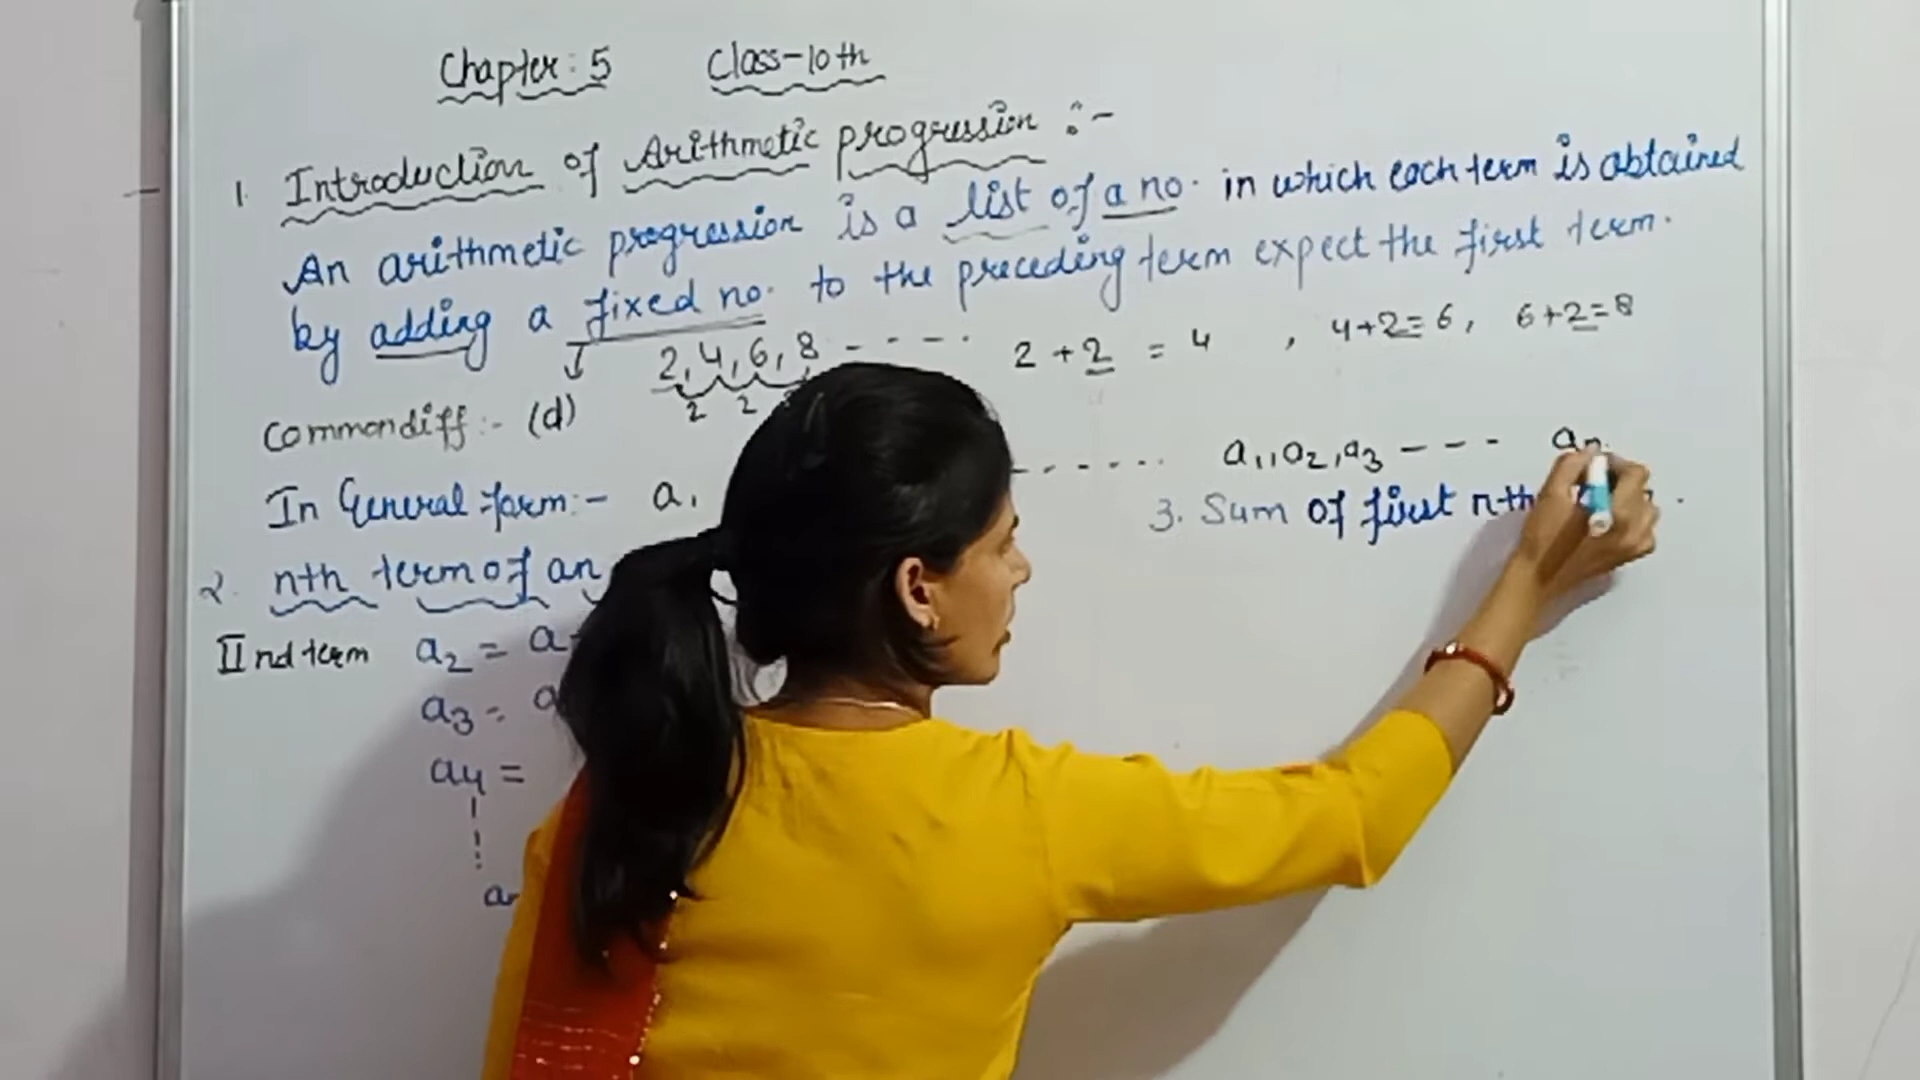 Chapter: 5 Class-10th
1. Introduction of Arithmetic progression :-
An arithmetic progression is a list of a no. in which each term is obtained
by adding a fixed no. to the preceding term expect the first term.
2, 4, 6, 8 - - - - . 2 + 2 = 4 , 4+2=6, 6+2=8
2 2
Common diff :- (d)
In General form :- a, - - - - - a1, a2, a3 - - - an
3. Sum of first nth
2. nth term of an
IInd term a2 = a+
a3 =
a4 =